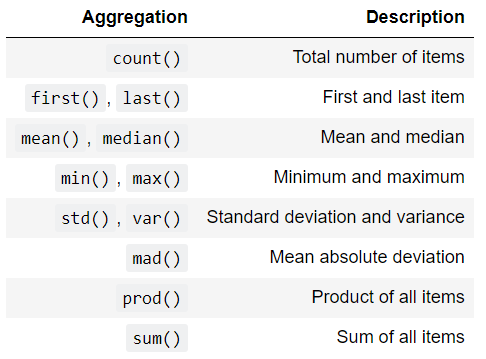 Aggregation Description
count() Total number of items
first(), last() First and last item
mean(), median() Mean and median
min(), max() Minimum and maximum
std(), var() Standard deviation and variance
mad() Mean absolute deviation
prod() Product of all items
sum() Sum of all items